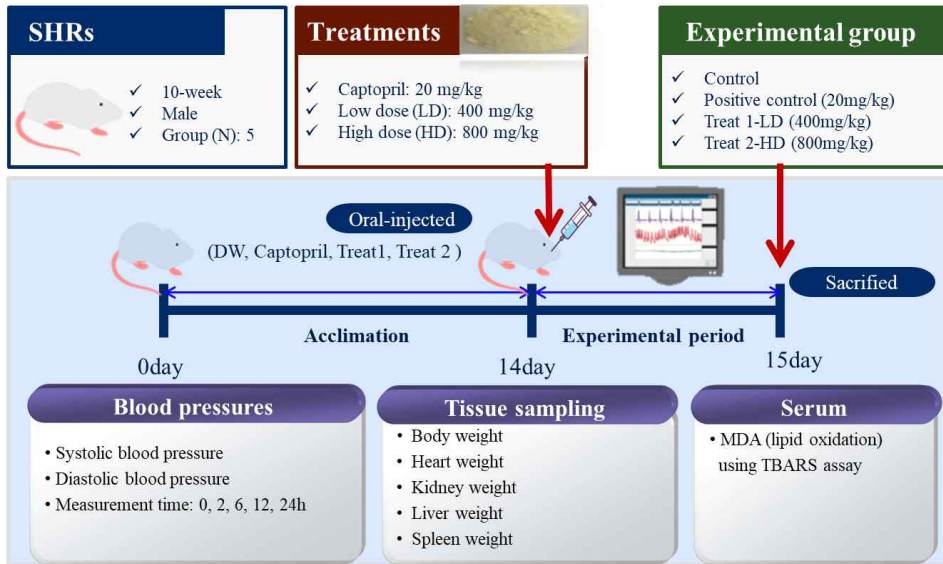 SHRs
✓ 10-week
✓ Male
✓ Group (N): 5
Treatments
✓ Captopril: 20 mg/kg
✓ Low dose (LD): 400 mg/kg
✓ High dose (HD): 800 mg/kg
Experimental group
✓ Control
✓ Positive control (20mg/kg)
✓ Treat 1-LD (400mg/kg)
✓ Treat 2-HD (800mg/kg)
Oral-injected
(DW, Captopril, Treat1, Treat 2 )
Sacrified
Acclimation
Experimental period
0day
14day
15day
Blood pressures
• Systolic blood pressure
• Diastolic blood pressure
• Measurement time: 0, 2, 6, 12, 24h
Tissue sampling
• Body weight
• Heart weight
• Kidney weight
• Liver weight
• Spleen weight
Serum
• MDA (lipid oxidation)
using TBARS assay